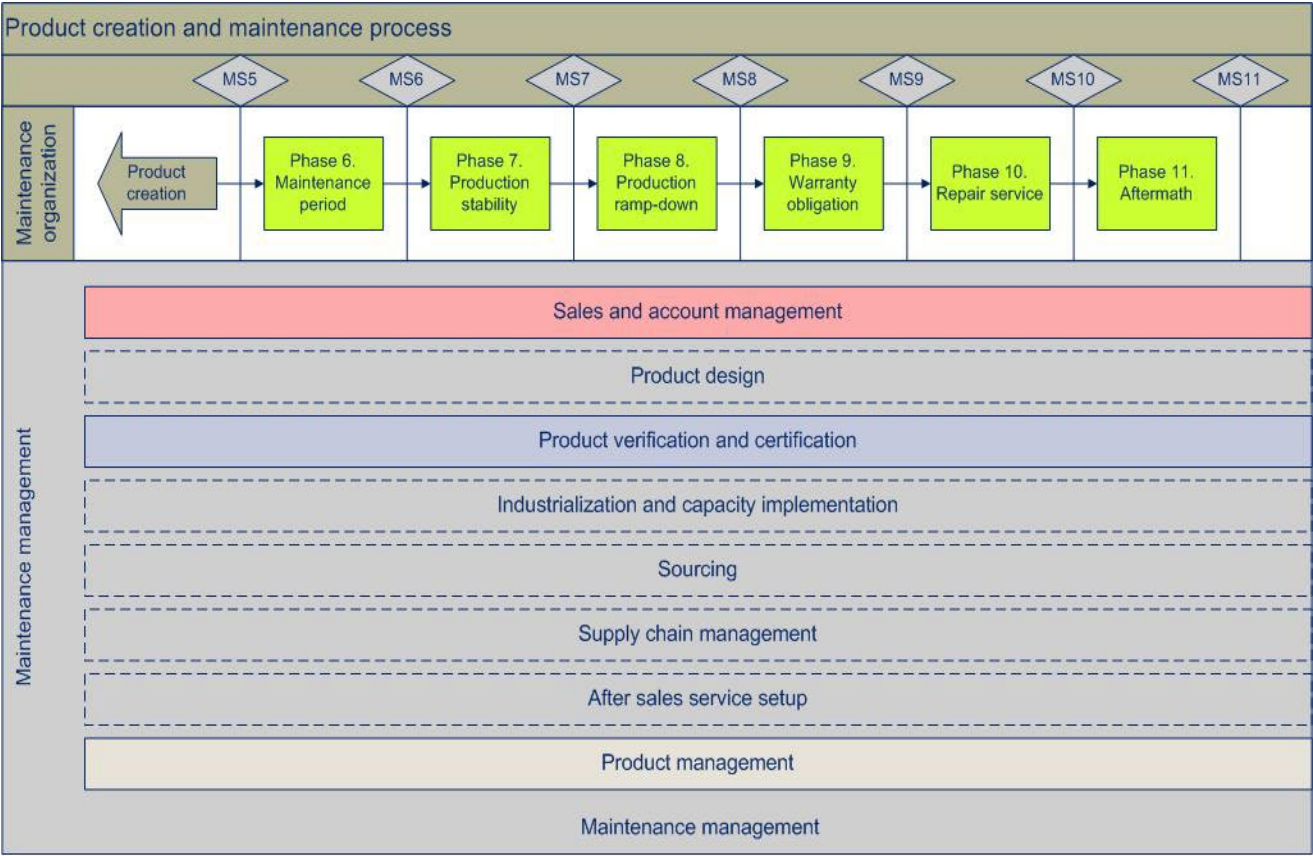 Product creation and maintenance process
MS5
MS6
MS7
MS8
MS9
MS10
MS11
Maintenance
organization
Product
creation
Phase 6.
Maintenance
period
Phase 7.
Production
stability
Phase 8.
Production
ramp-down
Phase 9.
Warranty
obligation
Phase 10.
Repair service
Phase 11.
Aftermath
Maintenance management
Sales and account management
Product design
Product verification and certification
Industrialization and capacity implementation
Sourcing
Supply chain management
After sales service setup
Product management
Maintenance management